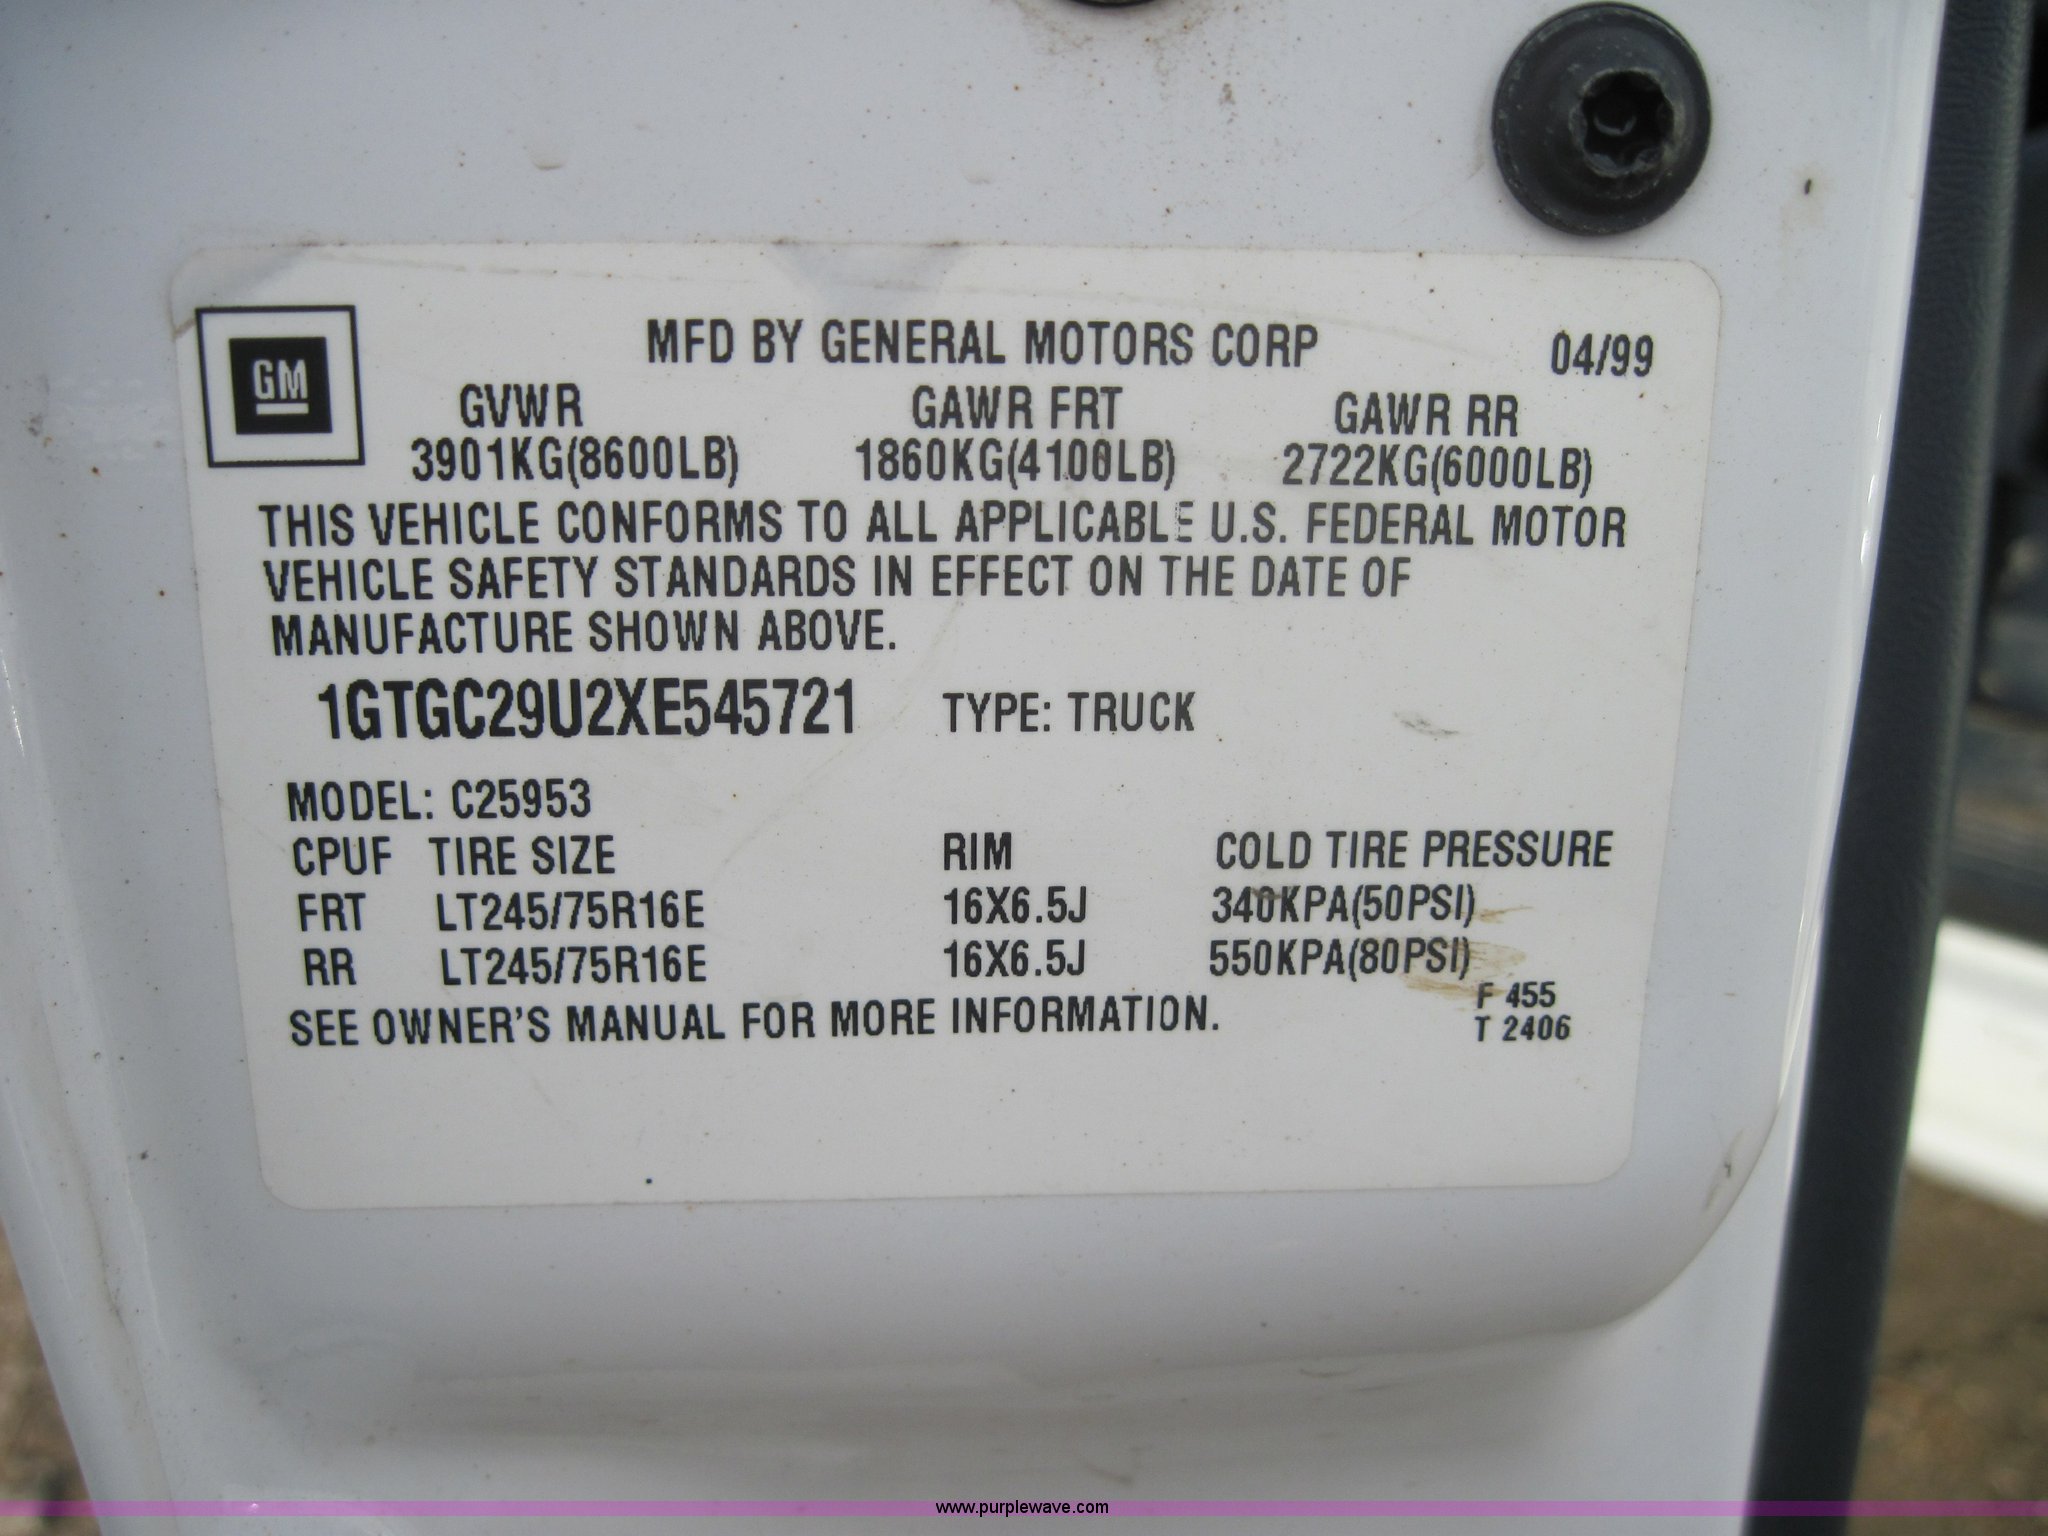 MFD BY GENERAL MOTORS CORP 04/99
GM
GVWR GAWR FRT GAWR RR
3901KG(8600LB) 1860KG(4100LB) 2722KG(6000LB)
THIS VEHICLE CONFORMS TO ALL APPLICABLE U.S. FEDERAL MOTOR
VEHICLE SAFETY STANDARDS IN EFFECT ON THE DATE OF
MANUFACTURE SHOWN ABOVE.
1GTGC29U2XE545721 TYPE: TRUCK
MODEL: C25953
CPUF TIRE SIZE RIM COLD TIRE PRESSURE
FRT LT245/75R16E 16X6.5J 340KPA(50PSI)
RR LT245/75R16E 16X6.5J 550KPA(80PSI)
SEE OWNER'S MANUAL FOR MORE INFORMATION.
F 455
T 2406
www.purplewave.com